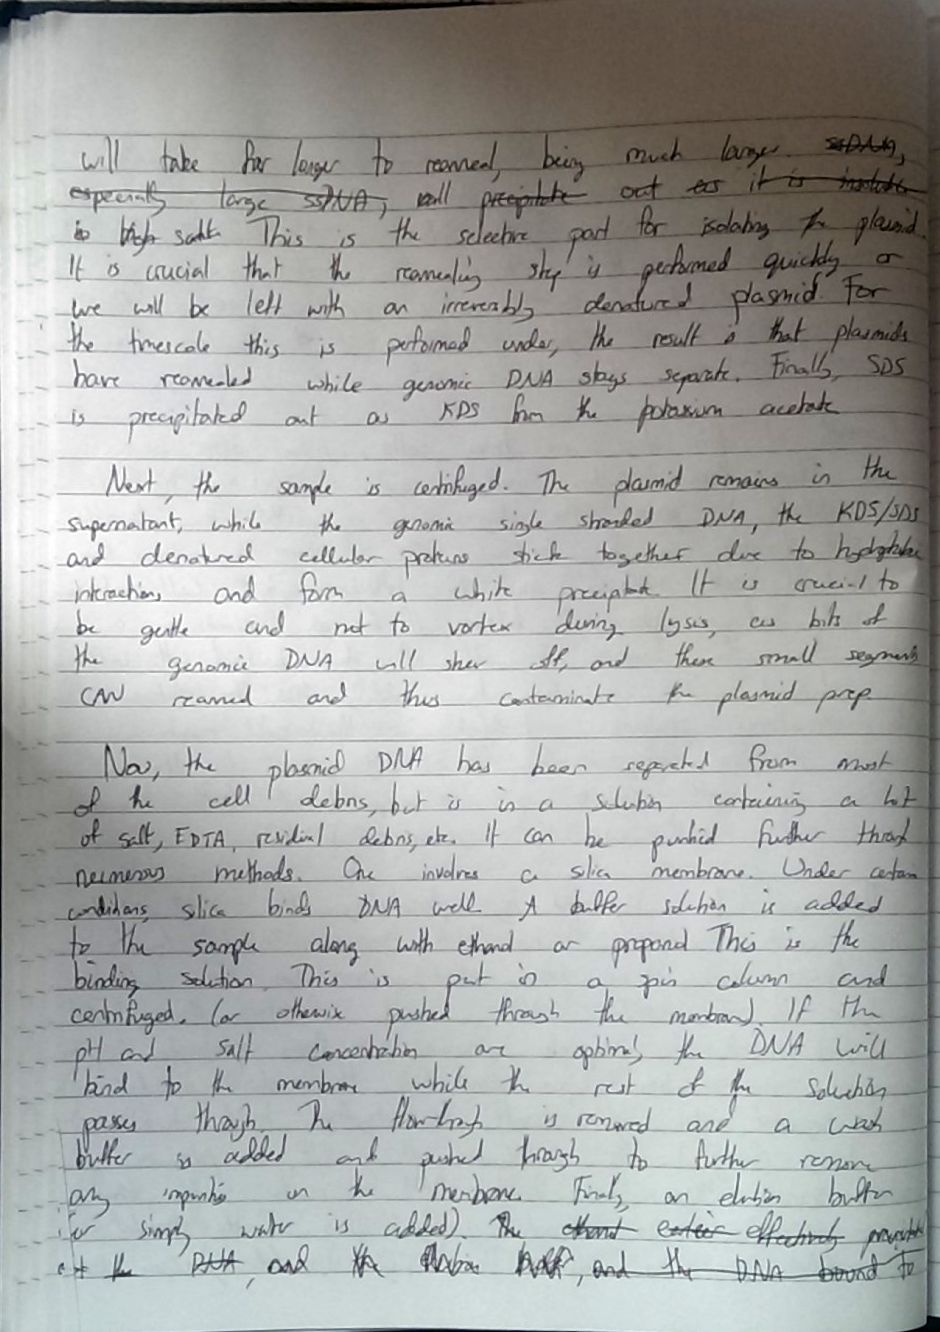 will take far longer to reanneal, being much larger ssDNA,
especially large ssDNA, will precipitate out as it is insoluble
in high salt. This is the selective part for isolating the plasmid.
It is crucial that the reannealing step is performed quickly or
we will be left with an irreversibly denatured plasmid. For
the timescale this is performed under, the result is that plasmids
have reannealed while genomic DNA stays separate. Finally, SDS
is precipitated out as KDS from the potassium acetate
Next, the sample is centrifuged. The plasmid remains in the
supernatant, while the genomic single stranded DNA, the KDS/SDS
and denatured cellular proteins stick together due to hydrophobic
interactions and form a white precipitate. It is crucial to
be gentle and not to vortex during lysis, as bits of
the genomic DNA will sher off, and these small segments
CAN reanneal and thus contaminate the plasmid prep.
Now, the plasmid DNA has been seperated from most
of the cell debris, but is in a solution containing a lot
of salt, EDTA, residual debris, etc. It can be purified further through
neumerous methods. One involves a silica membrane. Under certain
conditions, silica binds DNA well. A buffer solution is added
to the sample along with ethanol or propanol This is the
binding solution. This is put in a spin column and
centrifuged. (or otherwise pushed through the membrane). If the
pH and salt concentration are optimal, the DNA will
bind to the membrane while the rest of the solution
passes through. The flowthrough is removed and a wash
buffer is added and pushed through to further remove
any impurities on the membrane. Finally, an elution buffer
(or simply water is added). The effectively
out the DNA, and the elution buffer, and the DNA bound to